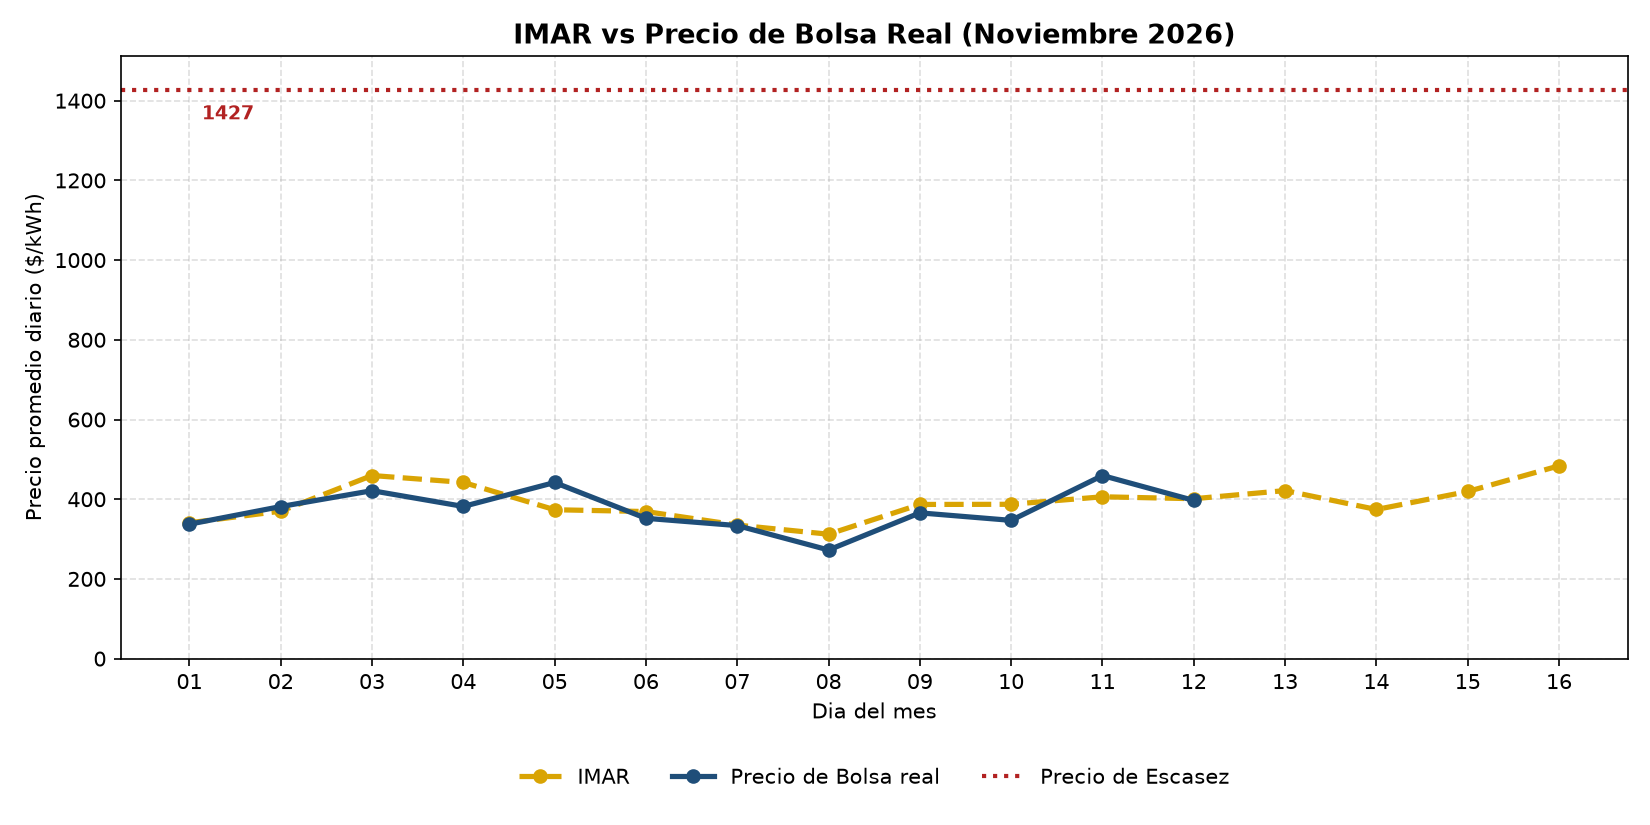 IMAR vs Precio de Bolsa Real (Noviembre 2026)
Precio promedio diario ($/kWh)
1400
1200
1000
800
600
400
200
0
1427
01 02 03 04 05 06 07 08 09 10 11 12 13 14 15 16
Dia del mes
IMAR Precio de Bolsa real Precio de Escasez